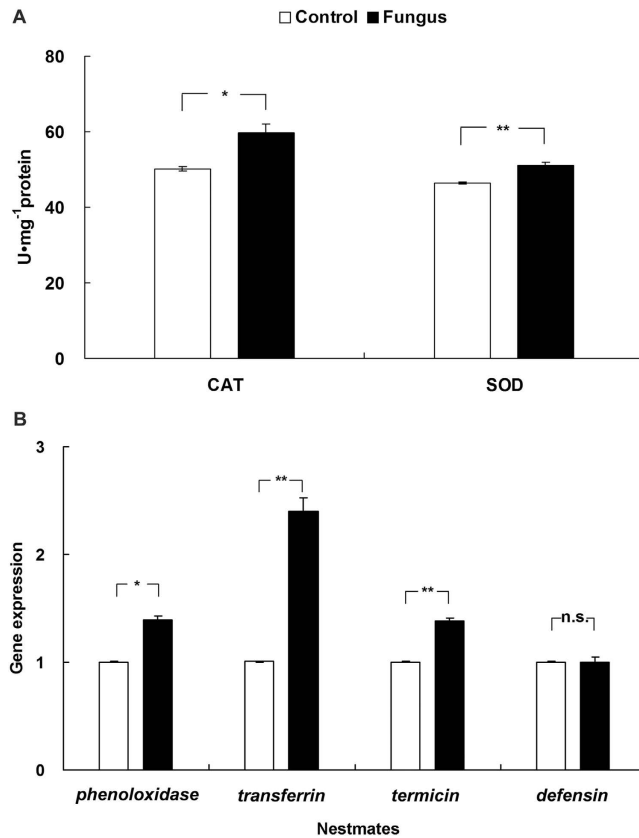 A
Control Fungus
80
60
40
20
0
U•mg⁻¹protein
*
**
CAT SOD
B
3
2
1
0
Gene expression
*
**
**
n.s.
phenoloxidase transferrin termicin defensin
Nestmates